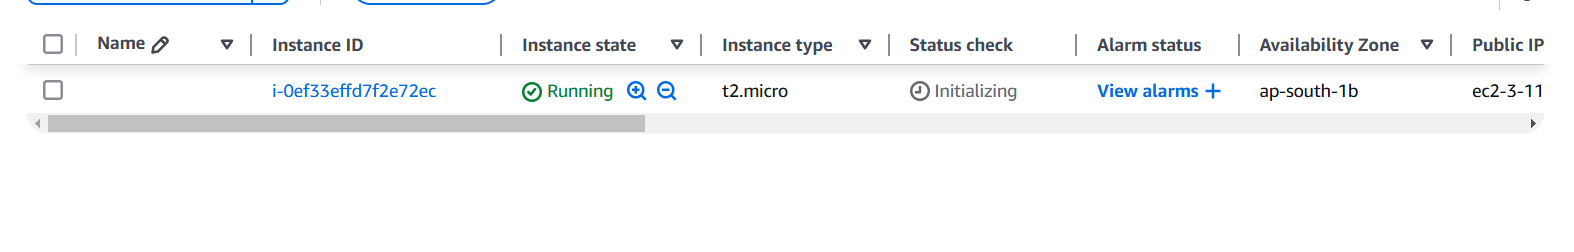 Name Instance ID Instance state Instance type Status check Alarm status Availability Zone Public IP
i-0ef33effd7f2e72ec Running t2.micro Initializing View alarms + ap-south-1b ec2-3-11